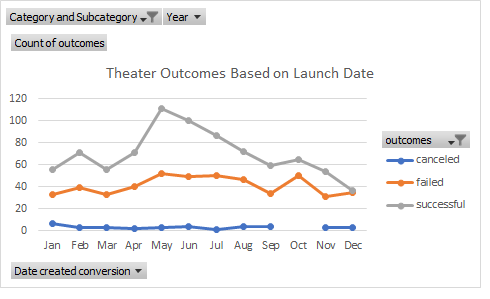 Category and Subcategory Year
Count of outcomes
Theater Outcomes Based on Launch Date
120
100
80
60
40
20
0
Jan Feb Mar Apr May Jun Jul Aug Sep Oct Nov Dec
outcomes
canceled
failed
successful
Date created conversion